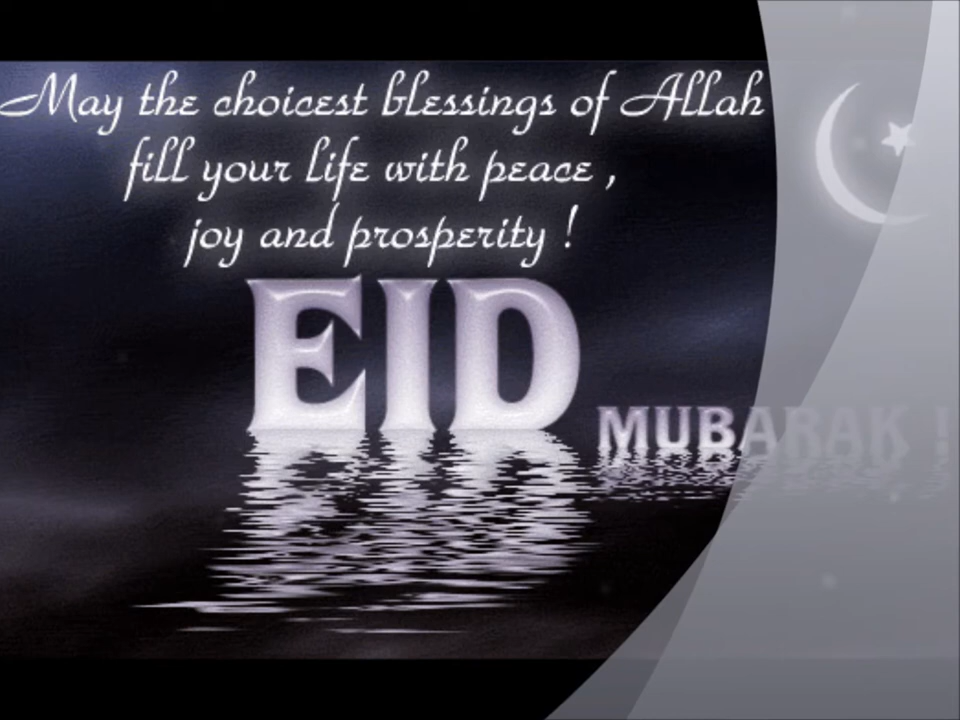 May the choicest blessings of Allah
fill your life with peace ,
joy and prosperity !
EID
MUBARAK !